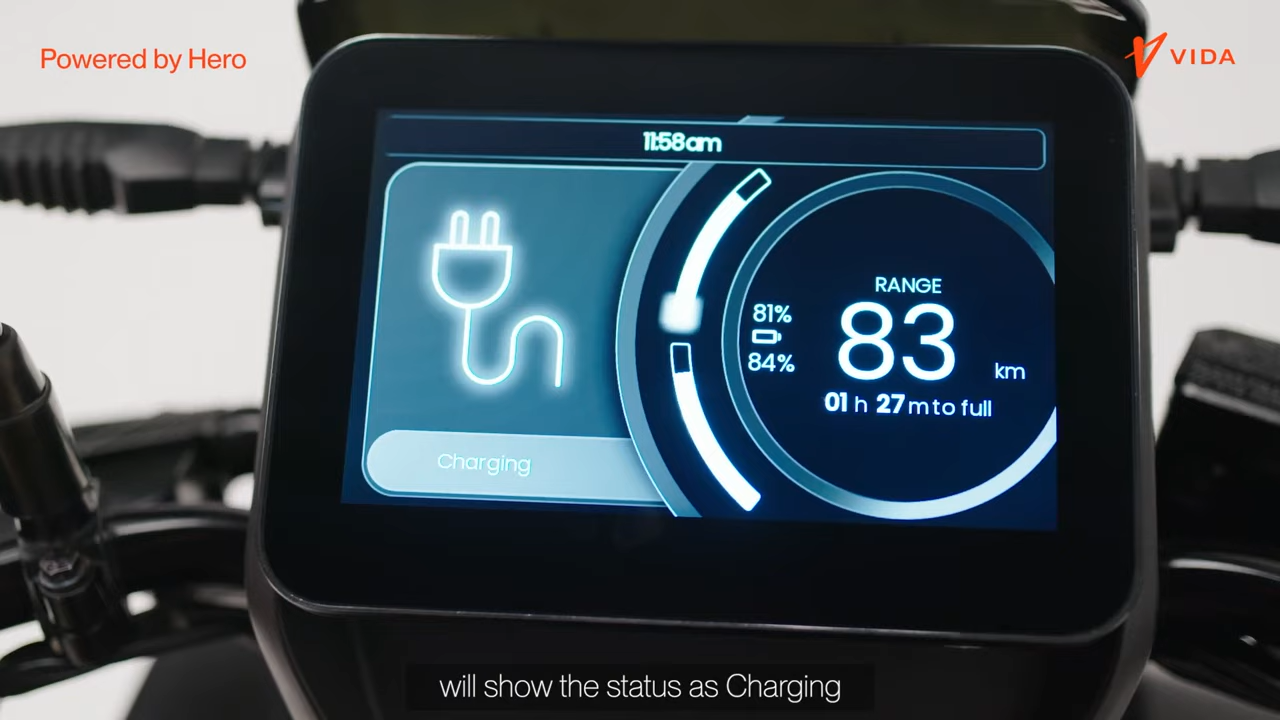 Powered by Hero
VIDA
11:58am
Charging
81%
84%
RANGE
83 km
01 h 27 m to full
will show the status as Charging